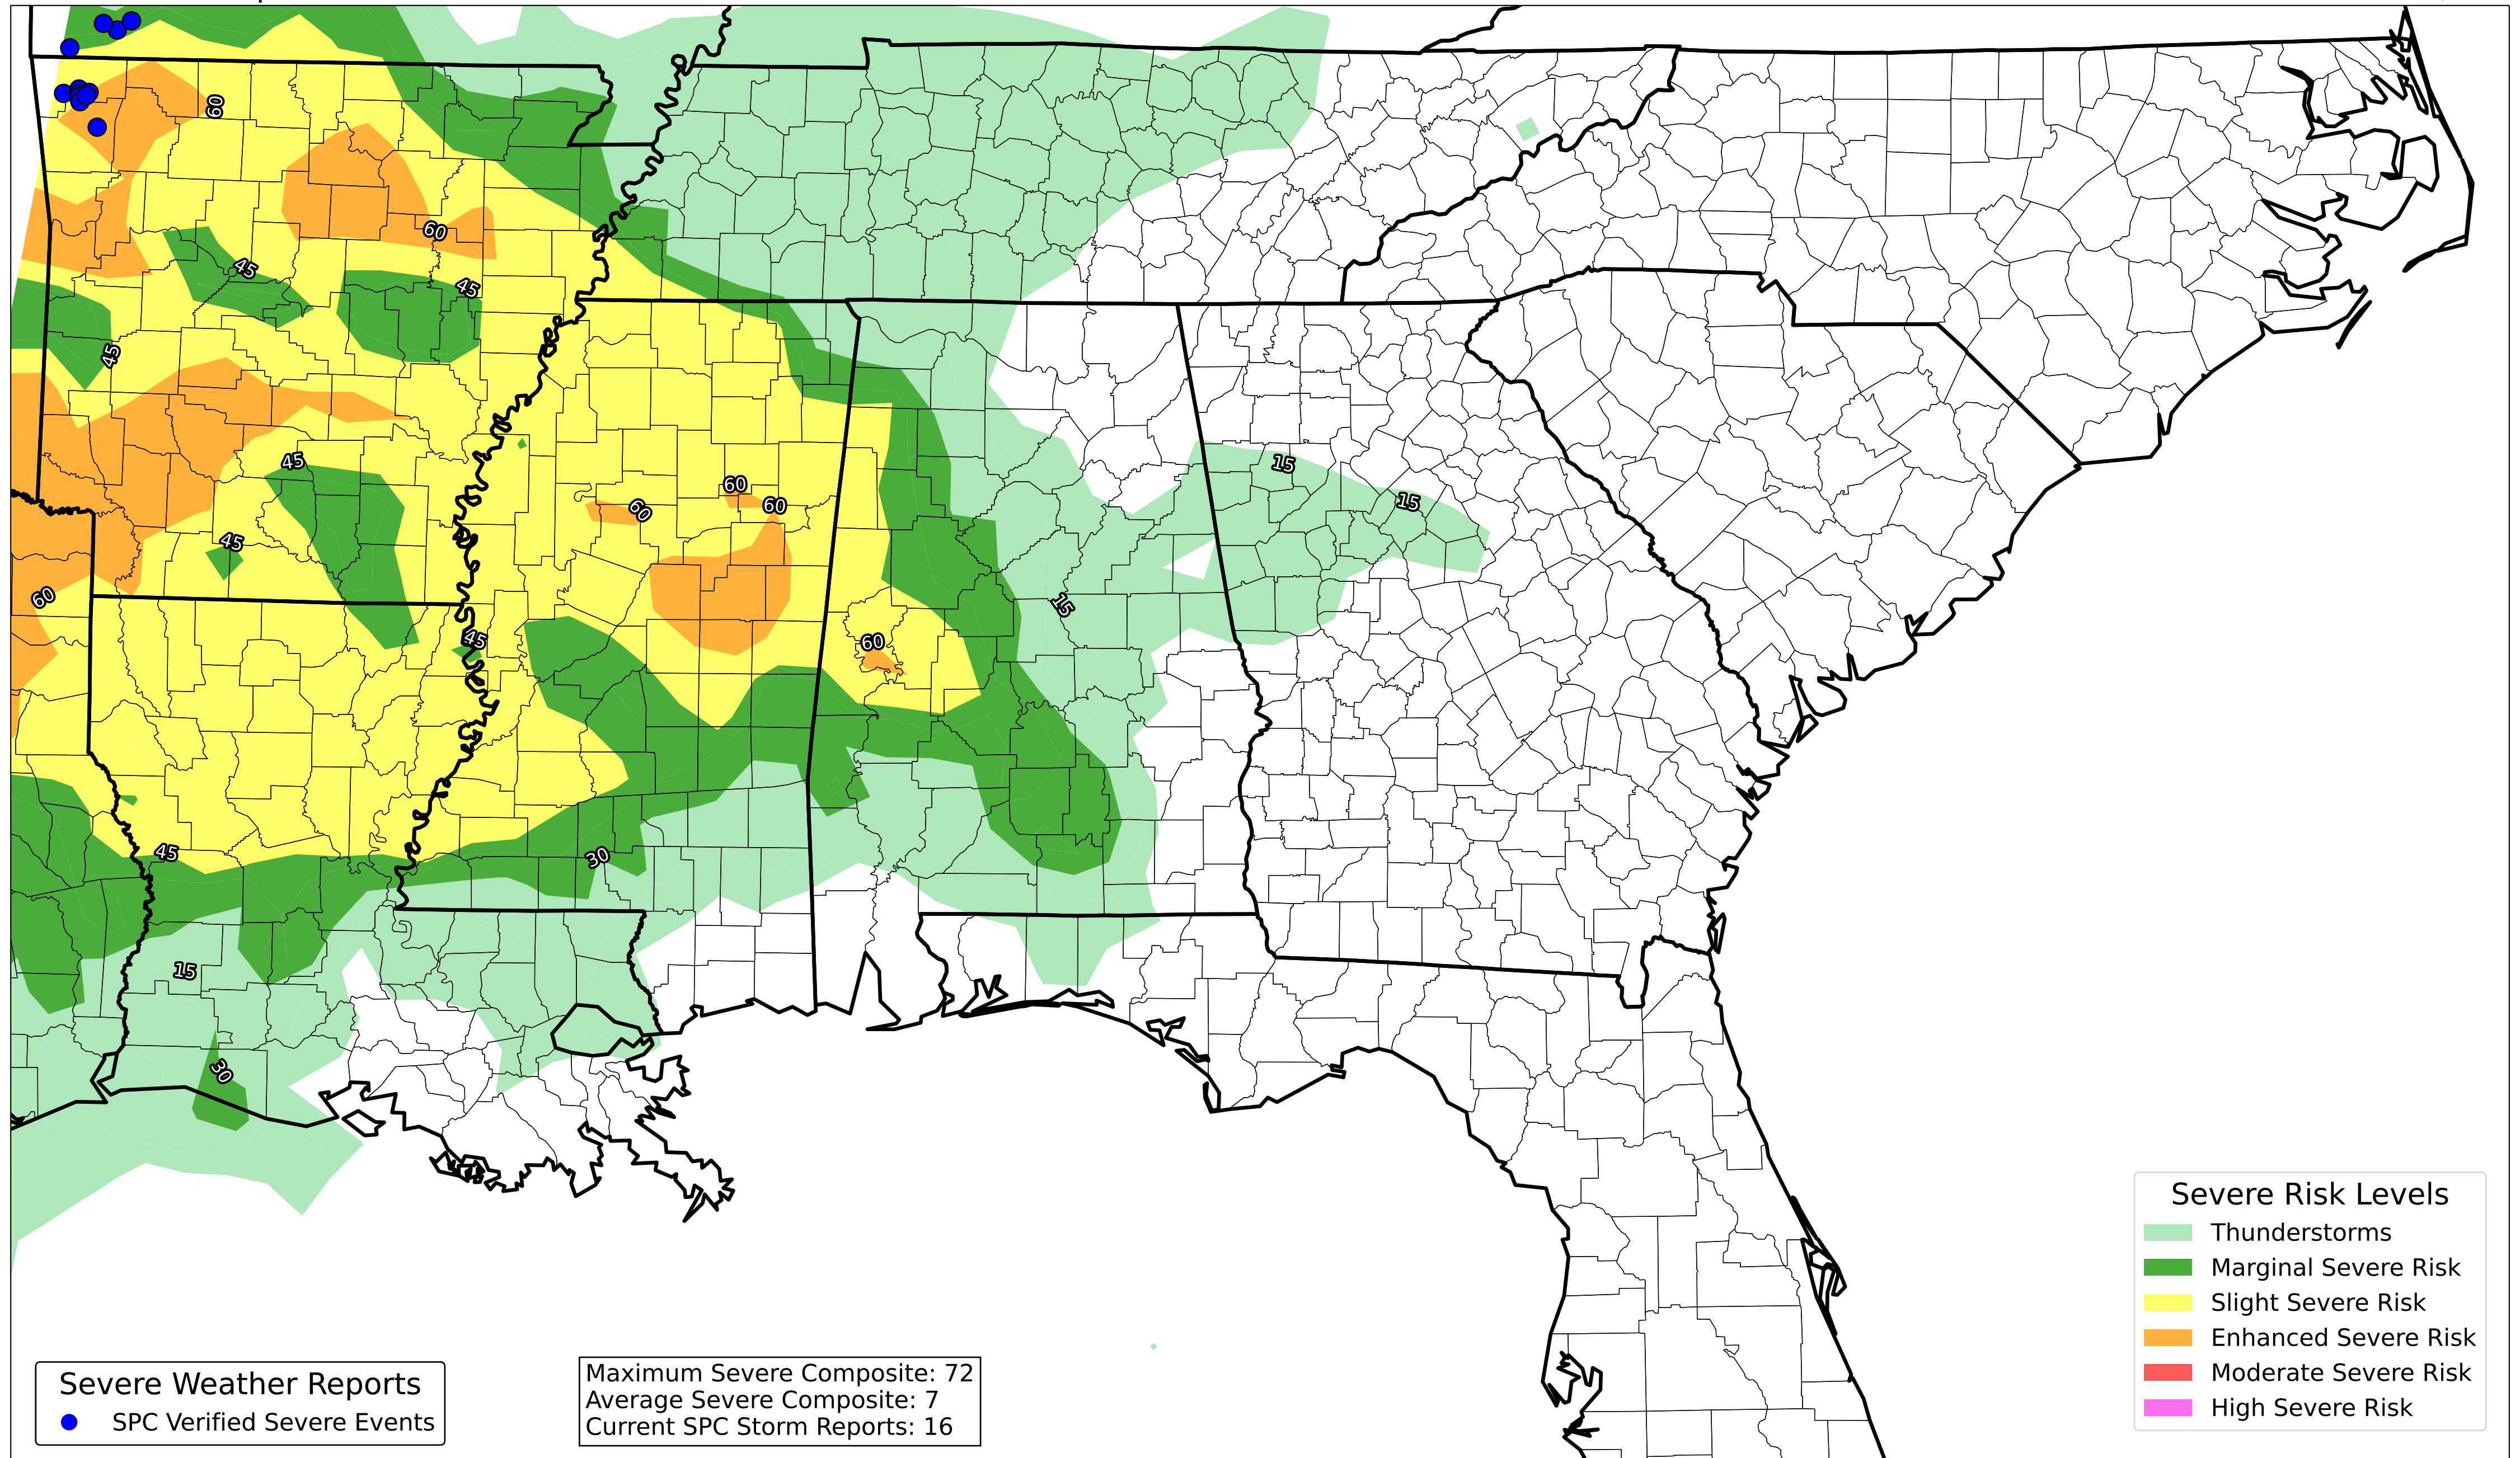 60
60
45
45
45
60
60
60
45
45
60
15
15
15
60
45
45
30
15
30
Severe Risk Levels
Thunderstorms
Marginal Severe Risk
Slight Severe Risk
Enhanced Severe Risk
Moderate Severe Risk
High Severe Risk
Severe Weather Reports
SPC Verified Severe Events
Maximum Severe Composite: 72
Average Severe Composite: 7
Current SPC Storm Reports: 16